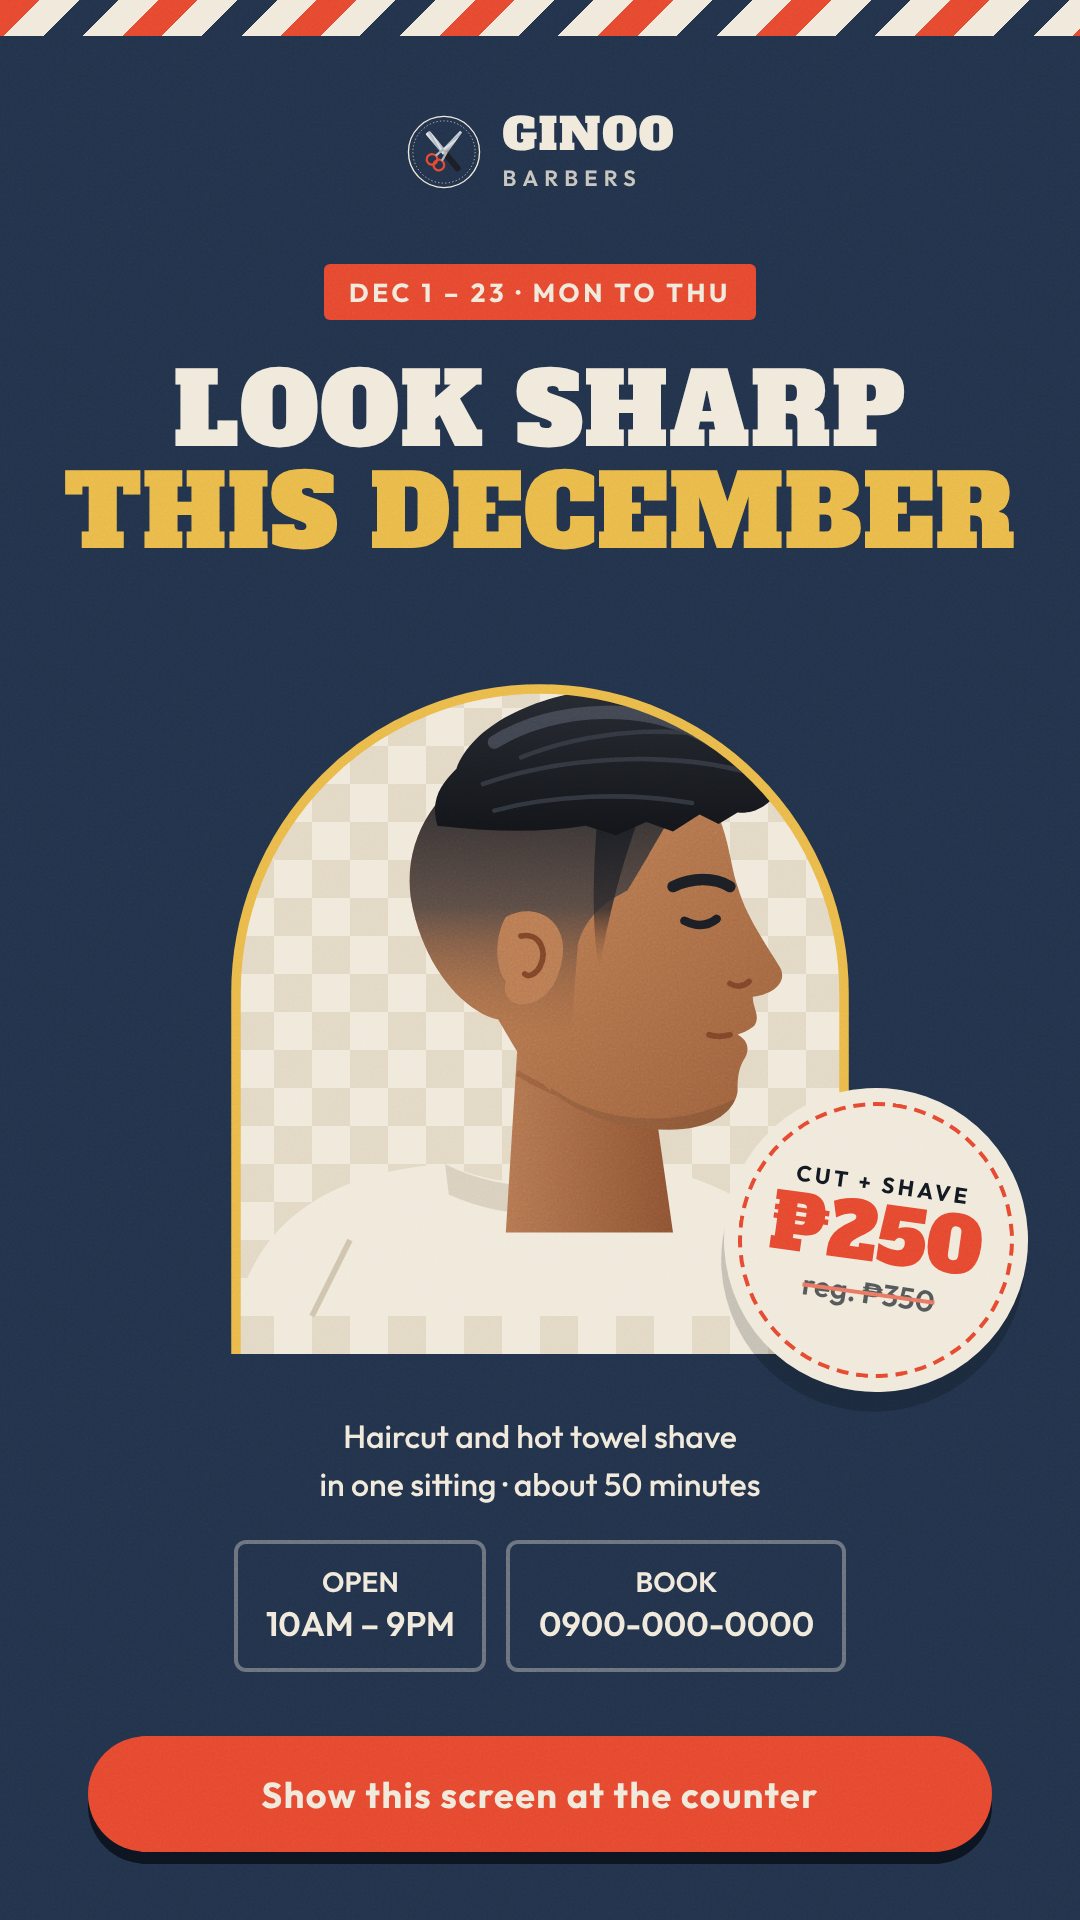 GINOO
BARBERS
DEC 1 – 23 · MON TO THU
LOOK SHARP
THIS DECEMBER
CUT + SHAVE
₱250
reg. ₱350
Haircut and hot towel shave
in one sitting · about 50 minutes
OPEN
10AM – 9PM
BOOK
0900-000-0000
Show this screen at the counter